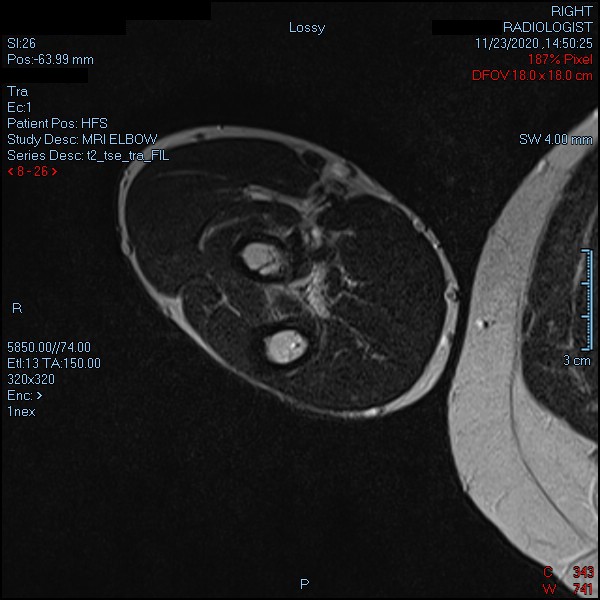 RIGHT
Lossy
RADIOLOGIST
SI:26
11/23/2020 ,14:50:25
Pos:-63.99 mm
187% Pixel
DFOV 18.0 x 18.0 cm
Tra
Ec:1
Patient Pos: HFS
Study Desc: MRI ELBOW
SW 4.00 mm
Series Desc: t2_tse_tra_FIL
< 8 - 26 >
R
5850.00//74.00
Etl:13 TA:150.00
3 cm
320x320
Enc: >
1nex
P
C 343
W 741